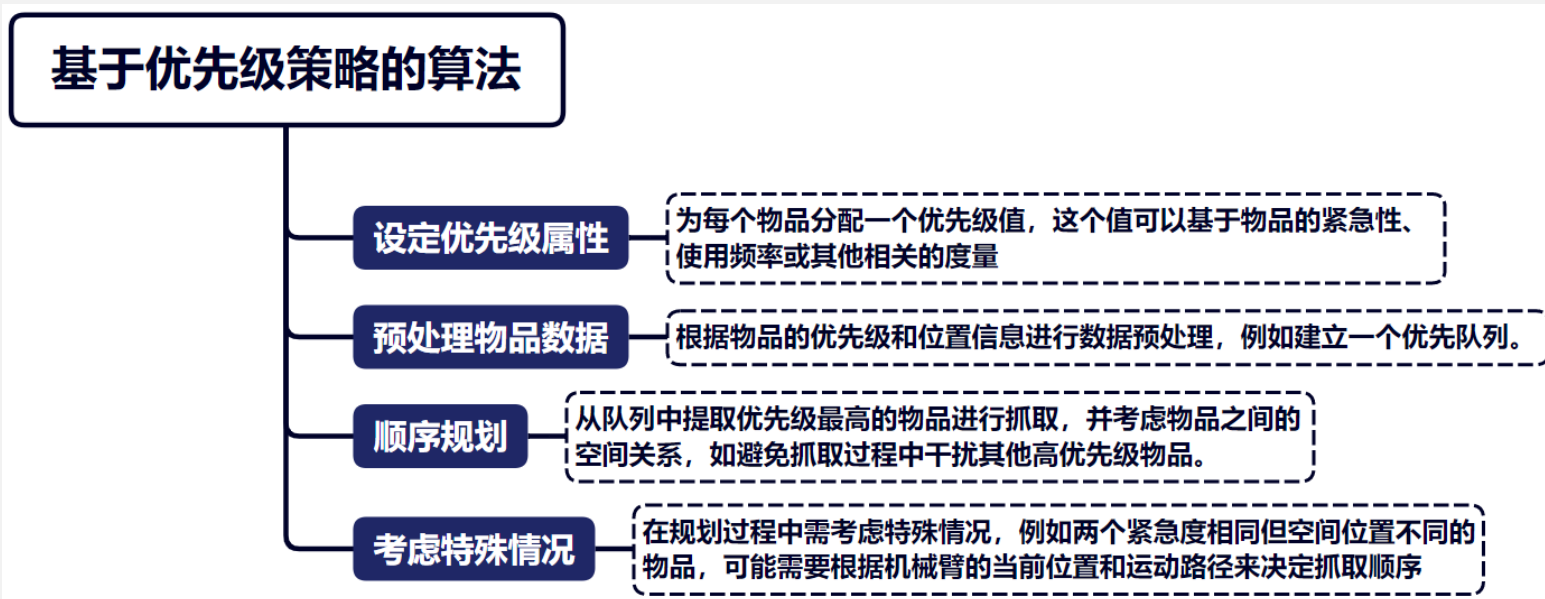 基于优先级策略的算法
设定优先级属性
为每个物品分配一个优先级值，这个值可以基于物品的紧急性、
使用频率或其他相关的度量
预处理物品数据
根据物品的优先级和位置信息进行数据预处理，例如建立一个优先队列。
顺序规划
从队列中提取优先级最高的物品进行抓取，并考虑物品之间的
空间关系，如避免抓取过程中干扰其他高优先级物品。
考虑特殊情况
在规划过程中需考虑特殊情况，例如两个紧急度相同但空间位置不同的
物品，可能需要根据机械臂的当前位置和运动路径来决定抓取顺序